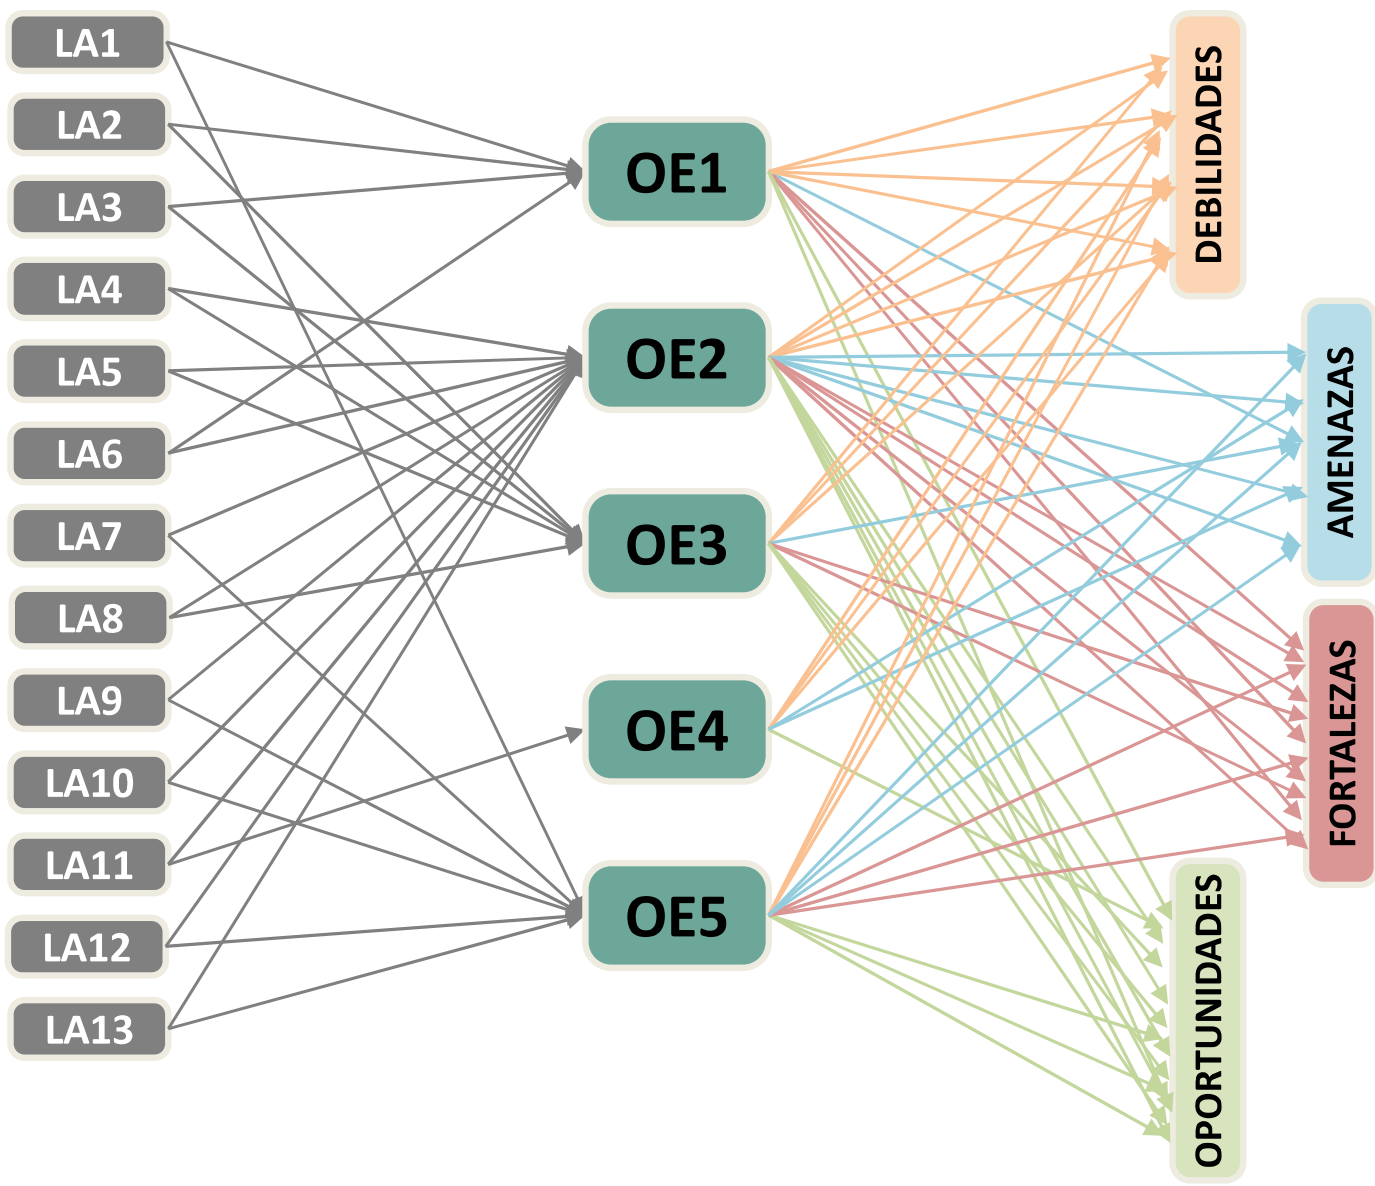 LA1
LA2
LA3
LA4
LA5
LA6
LA7
LA8
LA9
LA10
LA11
LA12
LA13
OE1
OE2
OE3
OE4
OE5
DEBILIDADES
AMENAZAS
FORTALEZAS
OPORTUNIDADES